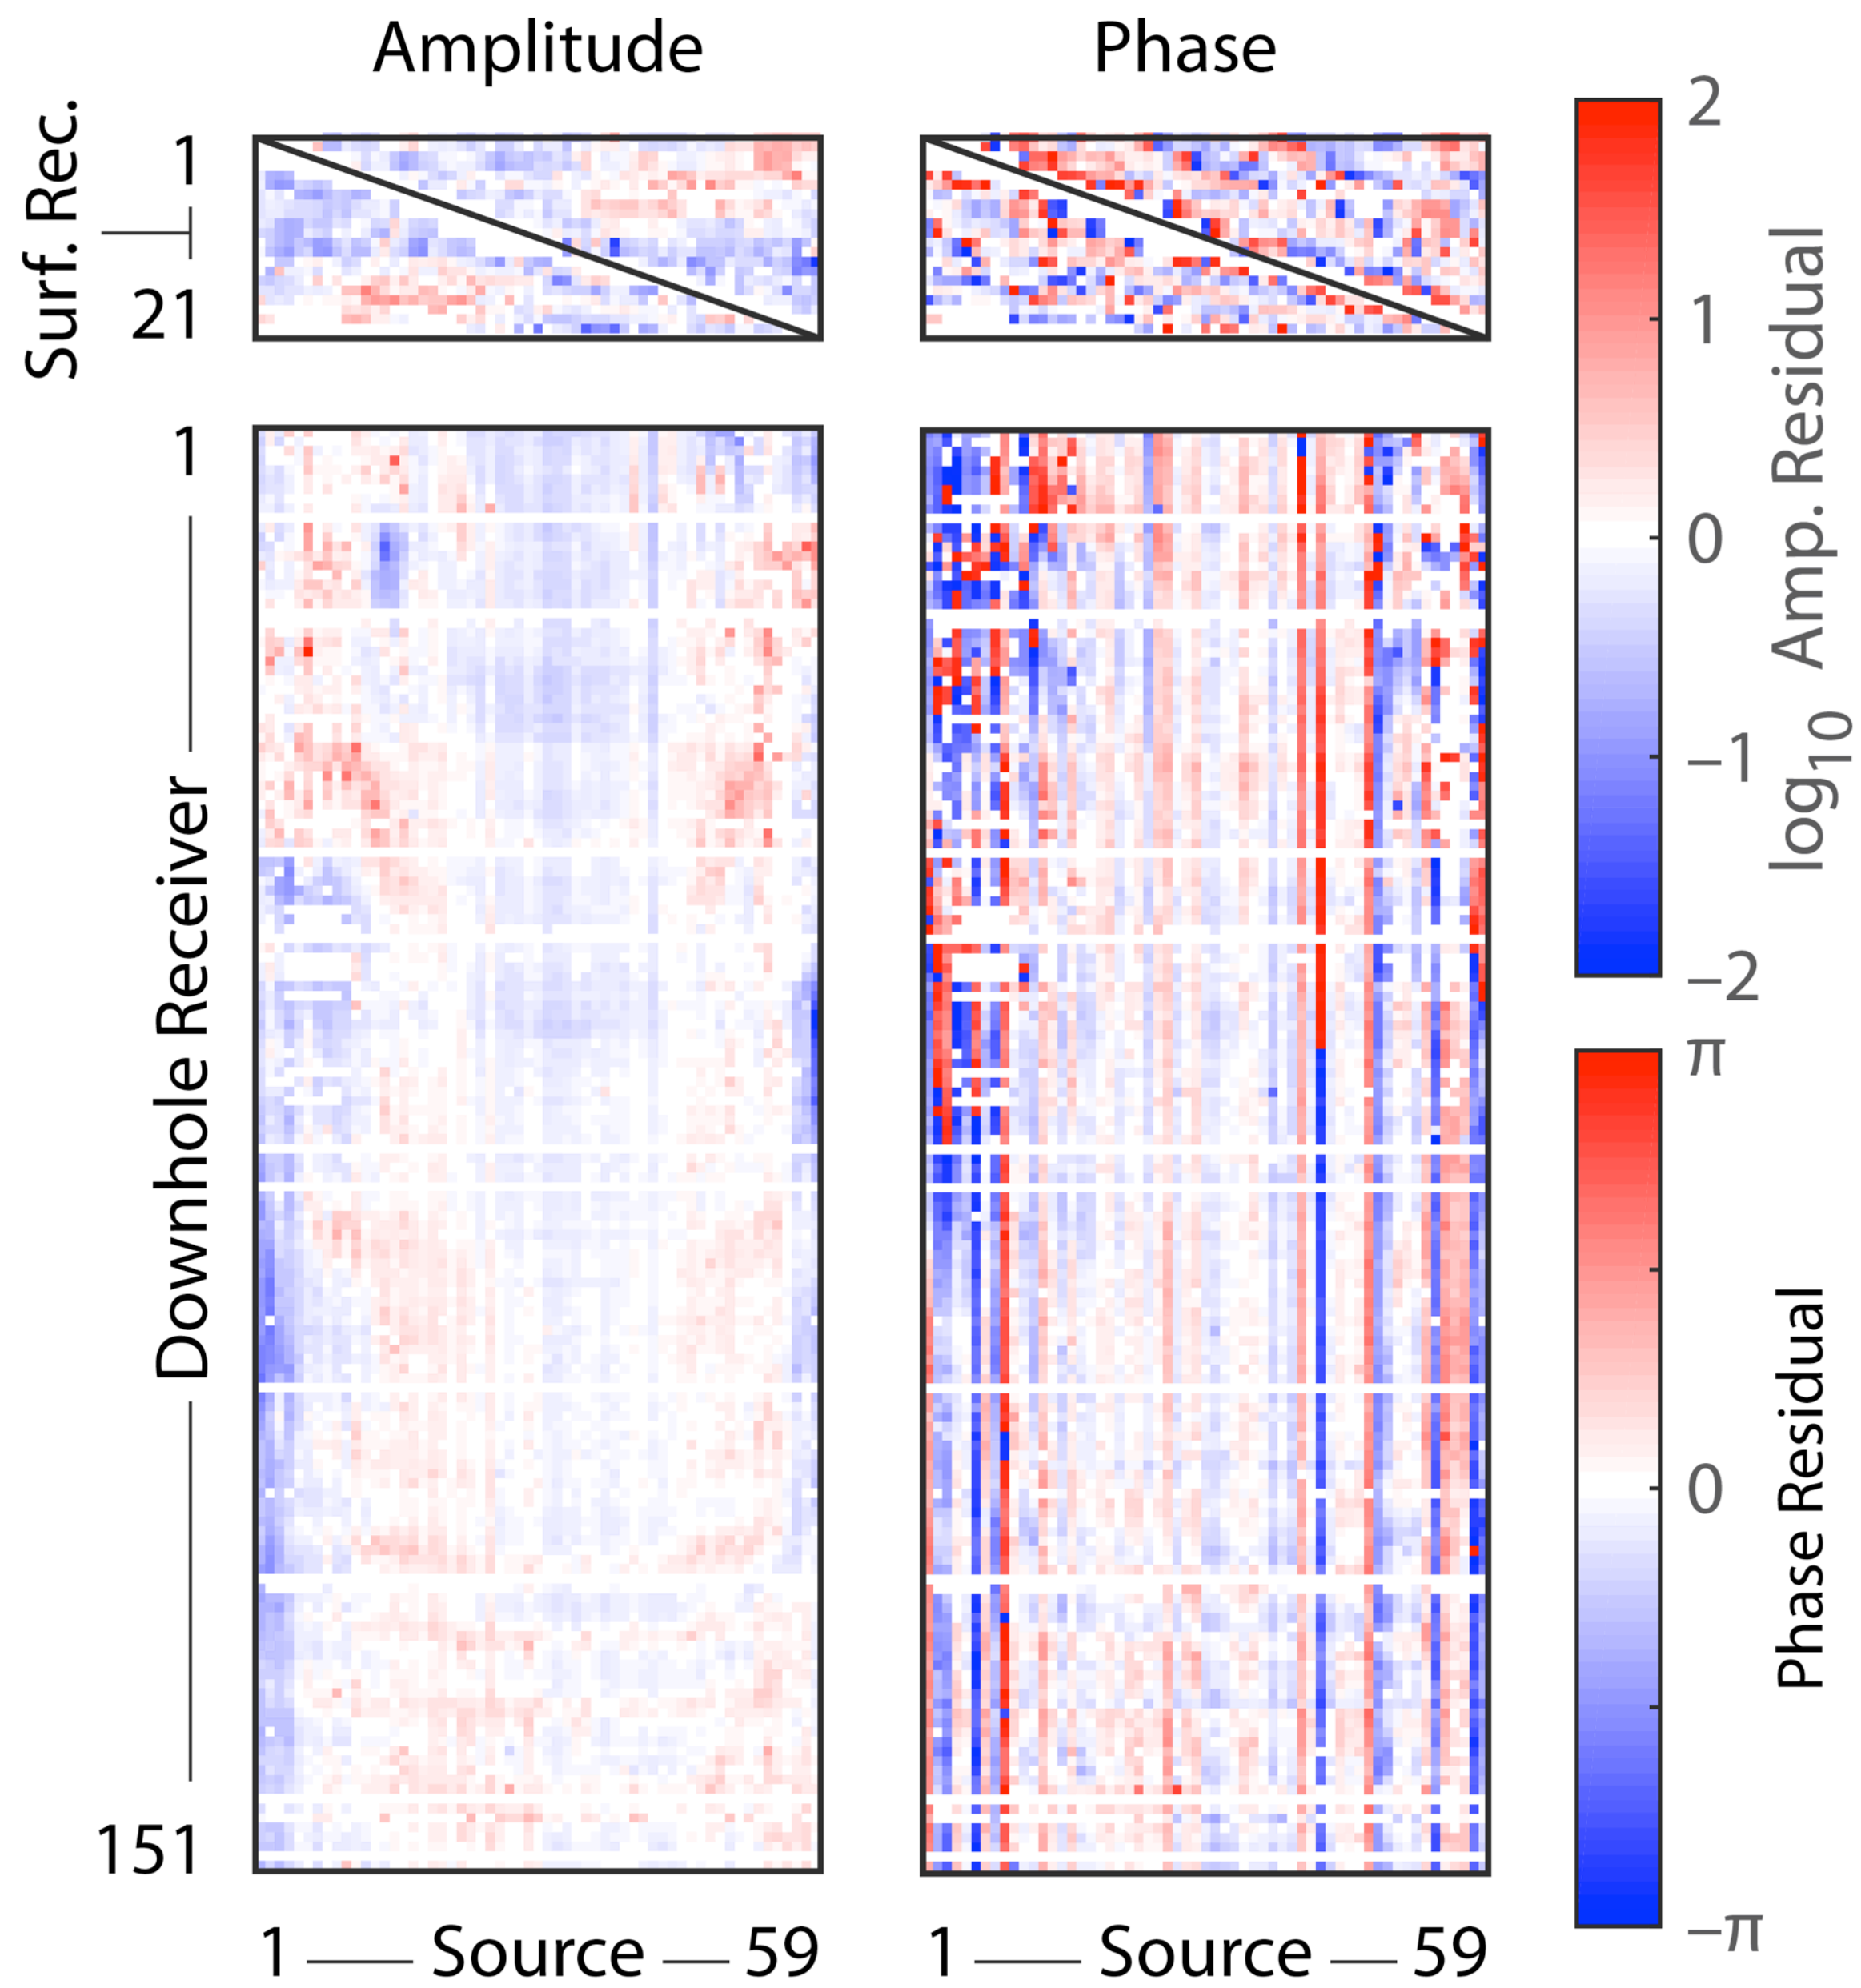 Amplitude
Phase
Surf. Rec.
1
21
Downhole Receiver
1
151
1 Source 59
1 Source 59
2
1
0
−1
−2
log10 Amp. Residual
π
0
−π
Phase Residual